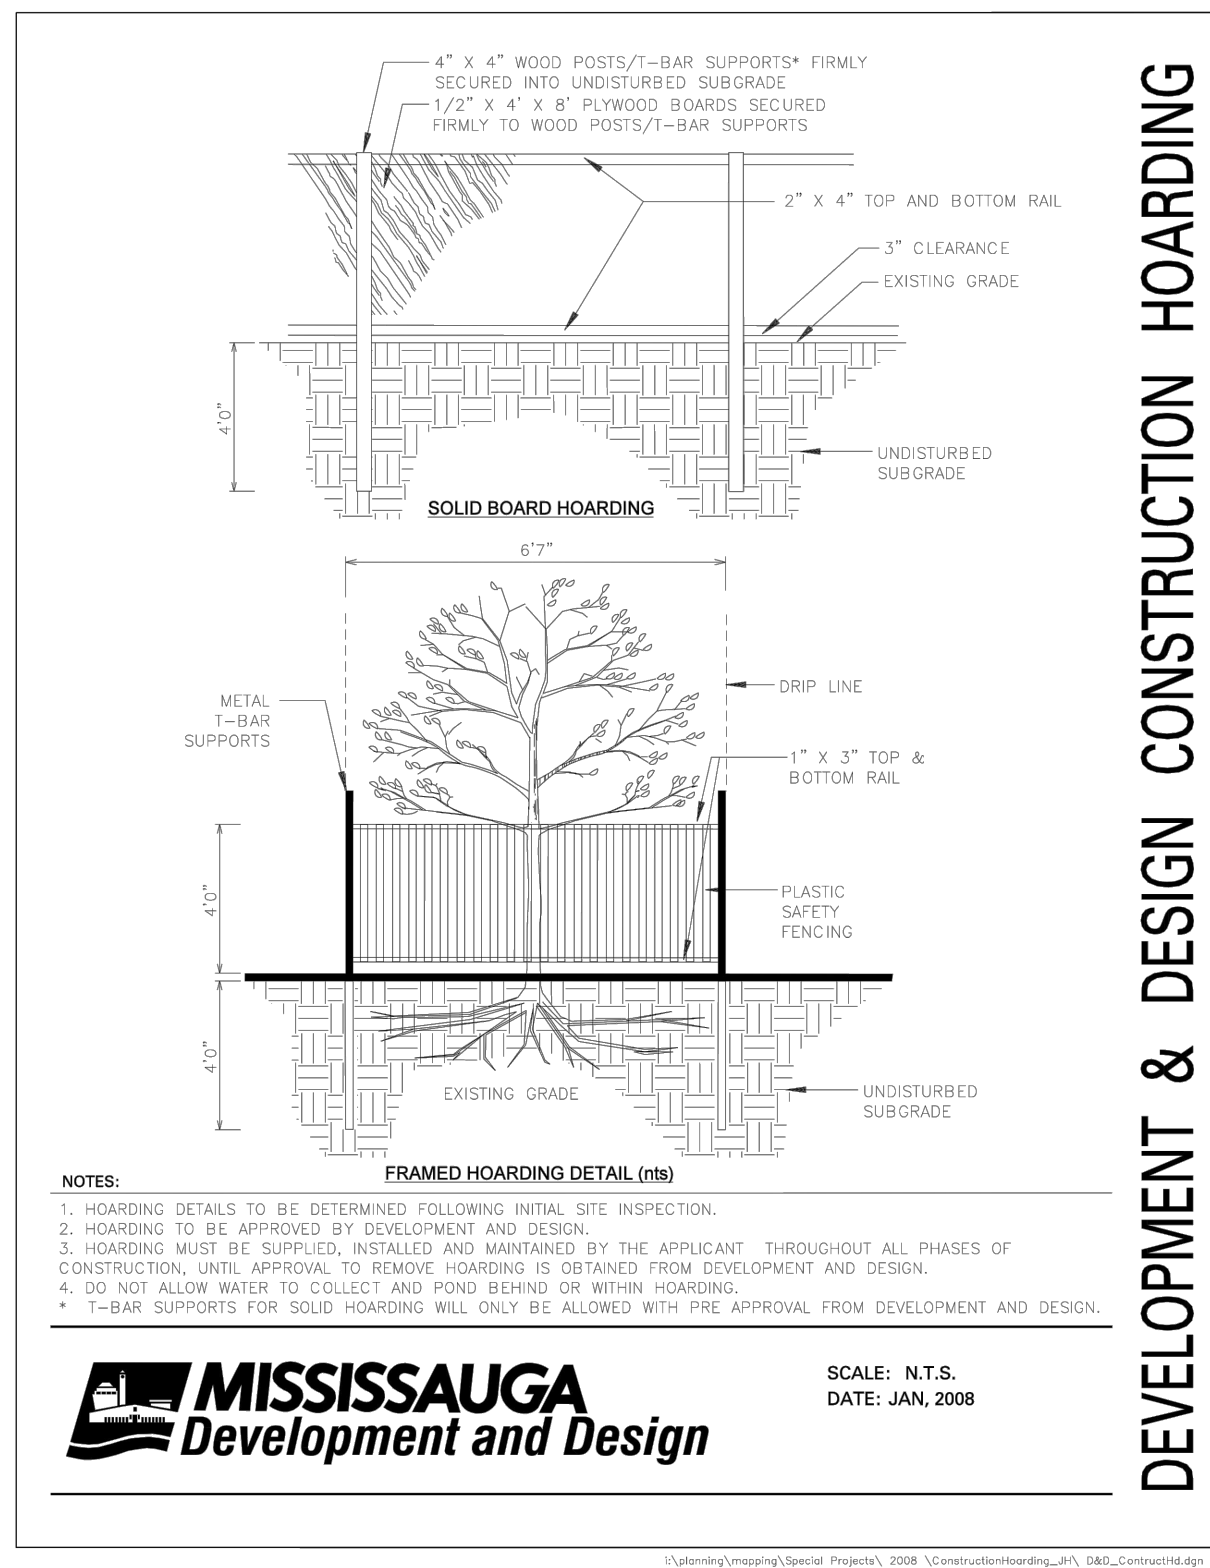 4" X 4" WOOD POSTS/T-BAR SUPPORTS* FIRMLY
SECURED INTO UNDISTURBED SUBGRADE
1/2" X 4' X 8' PLYWOOD BOARDS SECURED
FIRMLY TO WOOD POSTS/T-BAR SUPPORTS
2" X 4" TOP AND BOTTOM RAIL
3" CLEARANCE
EXISTING GRADE
4'0"
UNDISTURBED
SUBGRADE
SOLID BOARD HOARDING
6'7"
DRIP LINE
METAL
T-BAR
SUPPORTS
1" X 3" TOP &
BOTTOM RAIL
4'0"
PLASTIC
SAFETY
FENCING
4'0"
EXISTING GRADE
UNDISTURBED
SUBGRADE
FRAMED HOARDING DETAIL (nts)
NOTES:
1. HOARDING DETAILS TO BE DETERMINED FOLLOWING INITIAL SITE INSPECTION.
2. HOARDING TO BE APPROVED BY DEVELOPMENT AND DESIGN.
3. HOARDING MUST BE SUPPLIED, INSTALLED AND MAINTAINED BY THE APPLICANT THROUGHOUT ALL PHASES OF
CONSTRUCTION, UNTIL APPROVAL TO REMOVE HOARDING IS OBTAINED FROM DEVELOPMENT AND DESIGN.
4. DO NOT ALLOW WATER TO COLLECT AND POND BEHIND OR WITHIN HOARDING.
* T-BAR SUPPORTS FOR SOLID HOARDING WILL ONLY BE ALLOWED WITH PRE APPROVAL FROM DEVELOPMENT AND DESIGN.
MISSISSAUGA
Development and Design
SCALE: N.T.S.
DATE: JAN, 2008
DEVELOPMENT & DESIGN CONSTRUCTION HOARDING
i:\planning\mapping\Special Projects\ 2008 \ConstructionHoarding_JH\ D&D_ContructHd.dgn